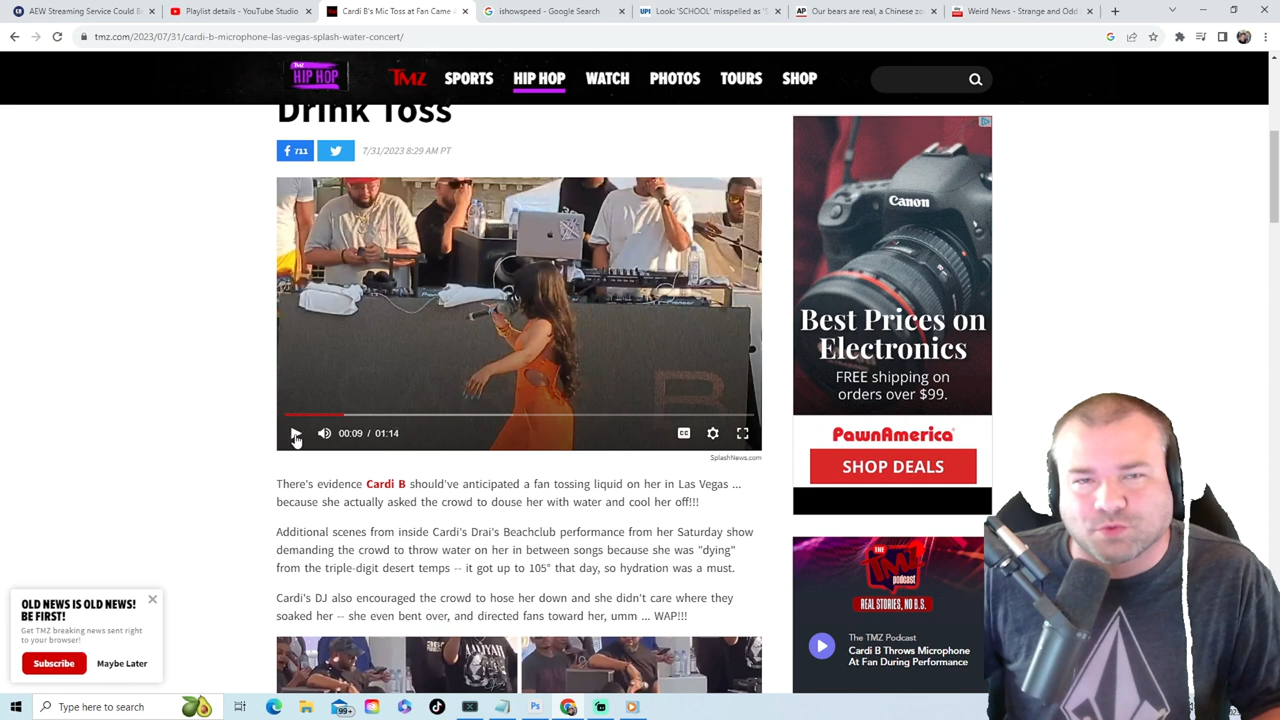 AEW Streaming Service Could B
Playlist details - YouTube Studio
Cardi B's Mic Toss at Fan Came A
ishowspeed - Google Search
Look: 'SCHOOL' misspelled as 'S
Our bears are real, a Chinese zo
Weird News - Strange and Odd
tmz.com/2023/07/31/cardi-b-microphone-las-vegas-splash-water-concert/
TMZ HIP HOP
TMZ
SPORTS
HIP HOP
WATCH
PHOTOS
TOURS
SHOP
Drink Toss
711
7/31/2023 8:29 AM PT
00:09 / 01:14
CC
SplashNews.com
There's evidence Cardi B should've anticipated a fan tossing liquid on her in Las Vegas ...
because she actually asked the crowd to douse her with water and cool her off!!!
Additional scenes from inside Cardi's Drai's Beachclub performance from her Saturday show
demanding the crowd to throw water on her in between songs because she was "dying"
from the triple-digit desert temps -- it got up to 105° that day, so hydration was a must.
Cardi's DJ also encouraged the crowd to hose her down and she didn't care where they
soaked her -- she even bent over, and directed fans toward her, umm ... WAP!!!
Canon
Best Prices on
Electronics
FREE shipping on
orders over $99.
PawnAmerica
SHOP DEALS
THE
TMZ
podcast
REAL STORIES, NO B.S.
The TMZ Podcast
Cardi B Throws Microphone
At Fan During Performance
OLD NEWS IS OLD NEWS!
BE FIRST!
Get TMZ breaking news sent right
to your browser!
Subscribe
Maybe Later
Type here to search
99+